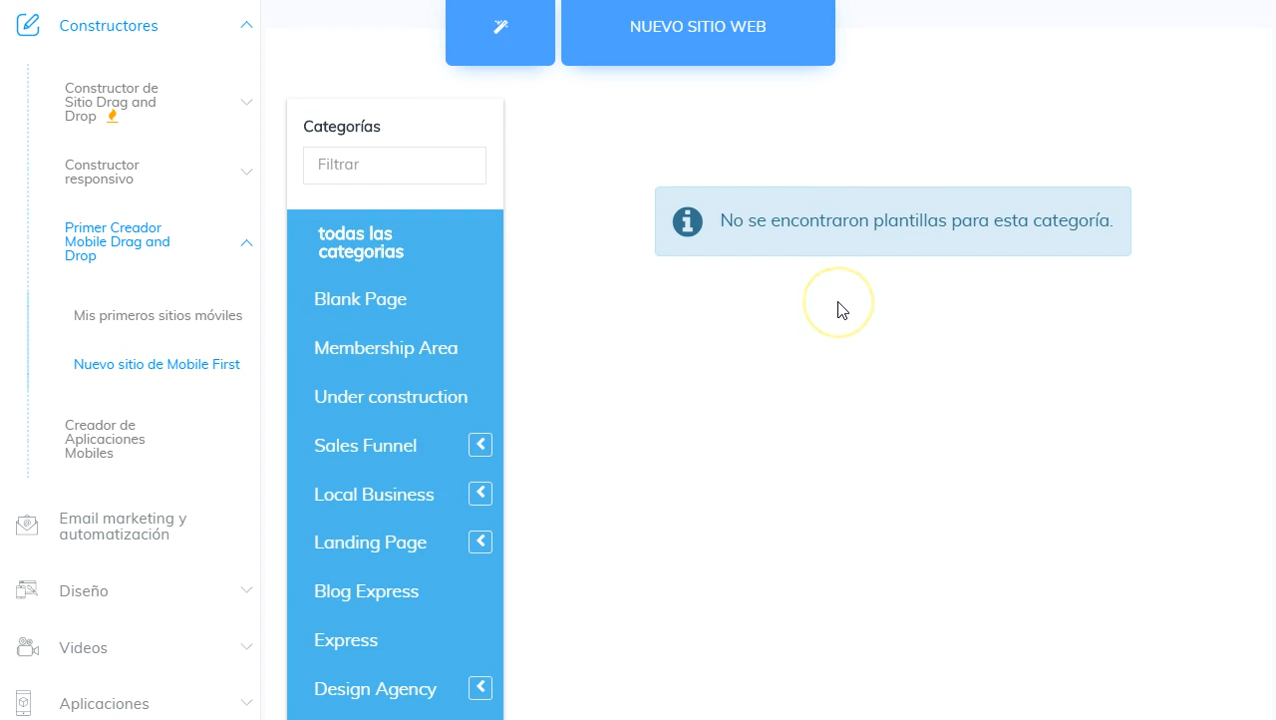 Constructores
Constructor de
Sitio Drag and
Drop
Constructor
responsivo
Primer Creador
Mobile Drag and
Drop
Mis primeros sitios móviles
Nuevo sitio de Mobile First
Creador de
Aplicaciones
Mobiles
Email marketing y
automatización
Diseño
Videos
Aplicaciones
NUEVO SITIO WEB
Categorías
Filtrar
todas las
categorias
Blank Page
Membership Area
Under construction
Sales Funnel
Local Business
Landing Page
Blog Express
Express
Design Agency
No se encontraron plantillas para esta categoría.